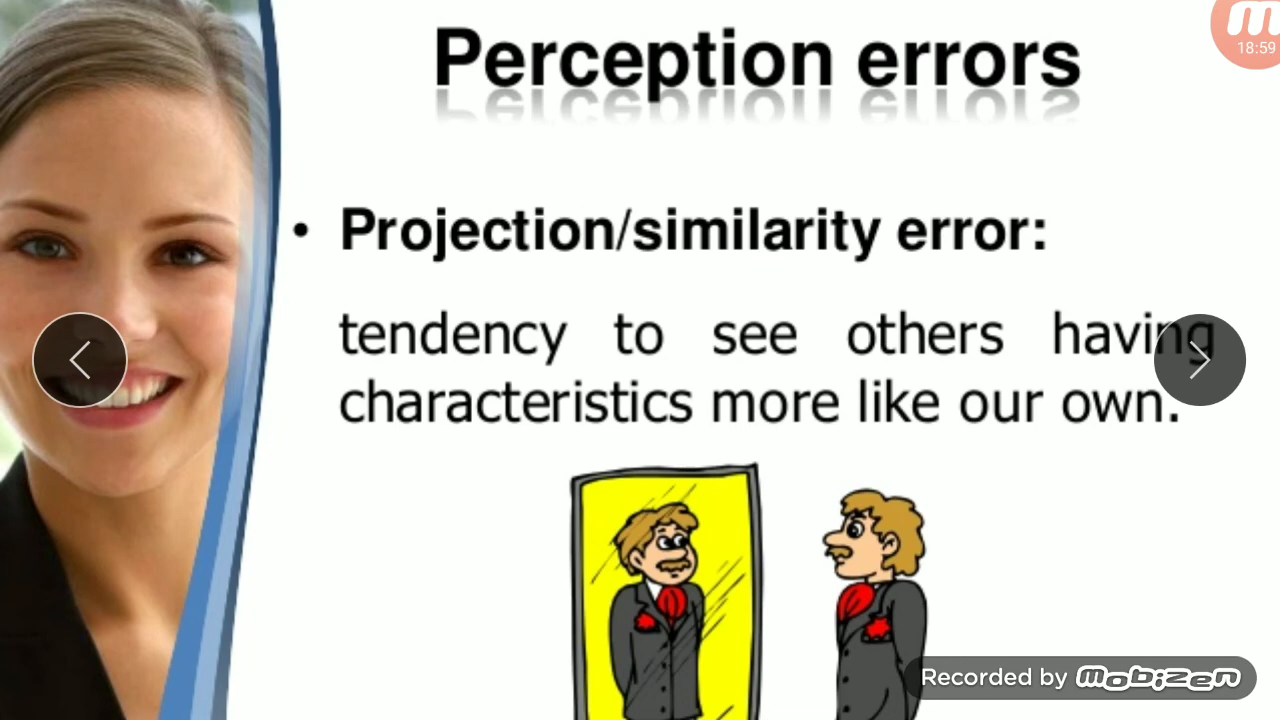 Perception errors
18:59
• Projection/similarity error:
tendency to see others having
characteristics more like our own.
Recorded by mobizen